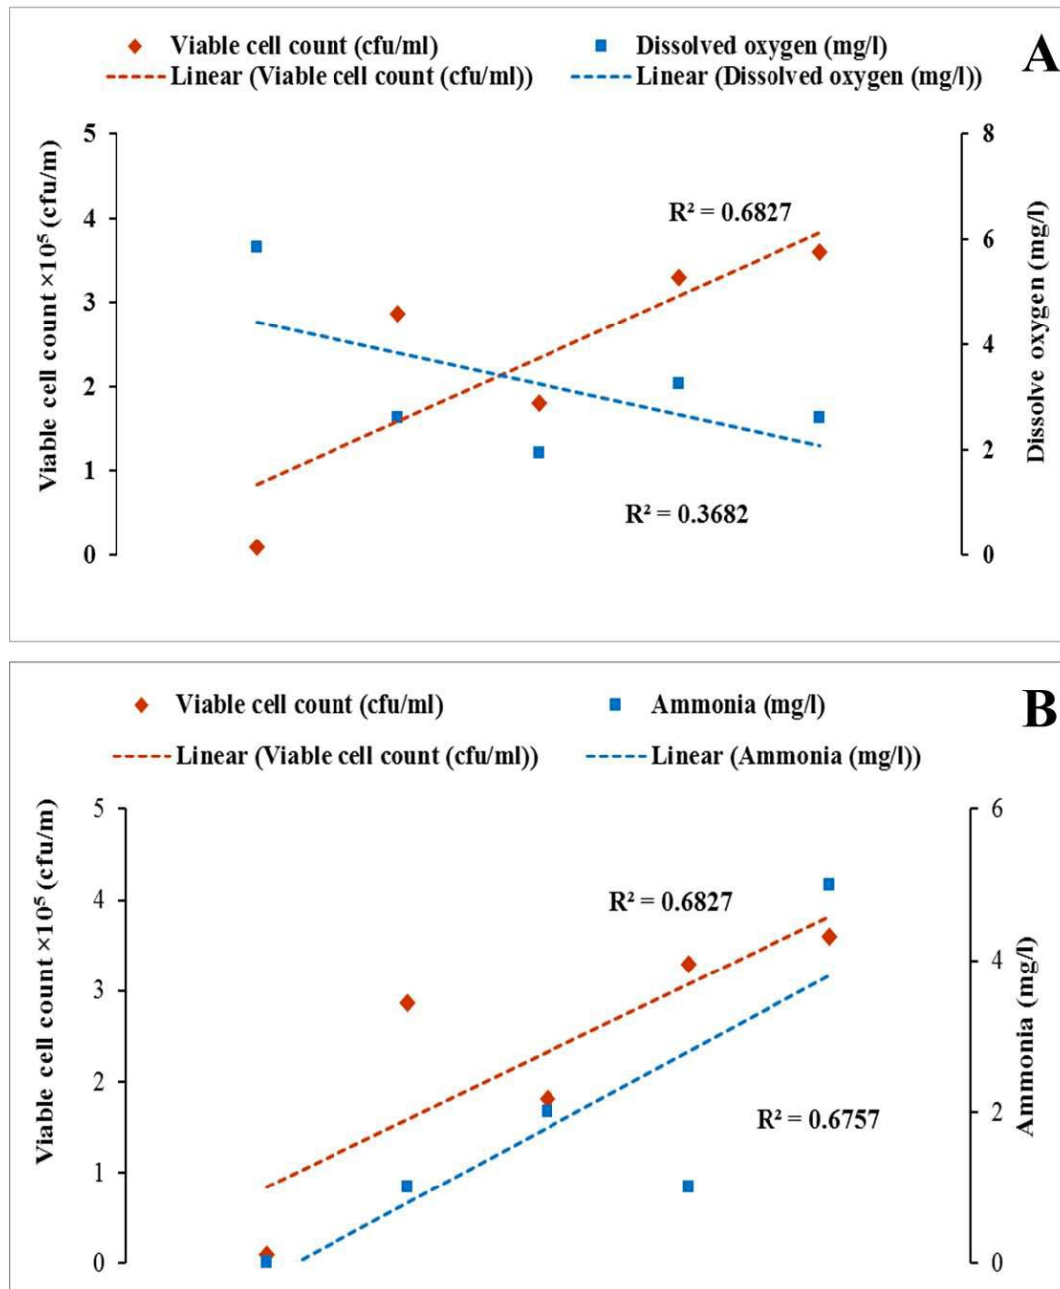 Viable cell count (cfu/ml) Dissolved oxygen (mg/l)
Linear (Viable cell count (cfu/ml)) Linear (Dissolved oxygen (mg/l))
A
Viable cell count ×10⁵ (cfu/m)
5
4
3
2
1
0
R² = 0.6827
R² = 0.3682
8
6
4
2
0
Dissolve oxygen (mg/l)
Viable cell count (cfu/ml) Ammonia (mg/l)
Linear (Viable cell count (cfu/ml)) Linear (Ammonia (mg/l))
B
Viable cell count ×10⁵ (cfu/m)
5
4
3
2
1
0
R² = 0.6827
R² = 0.6757
6
4
2
0
Ammonia (mg/l)